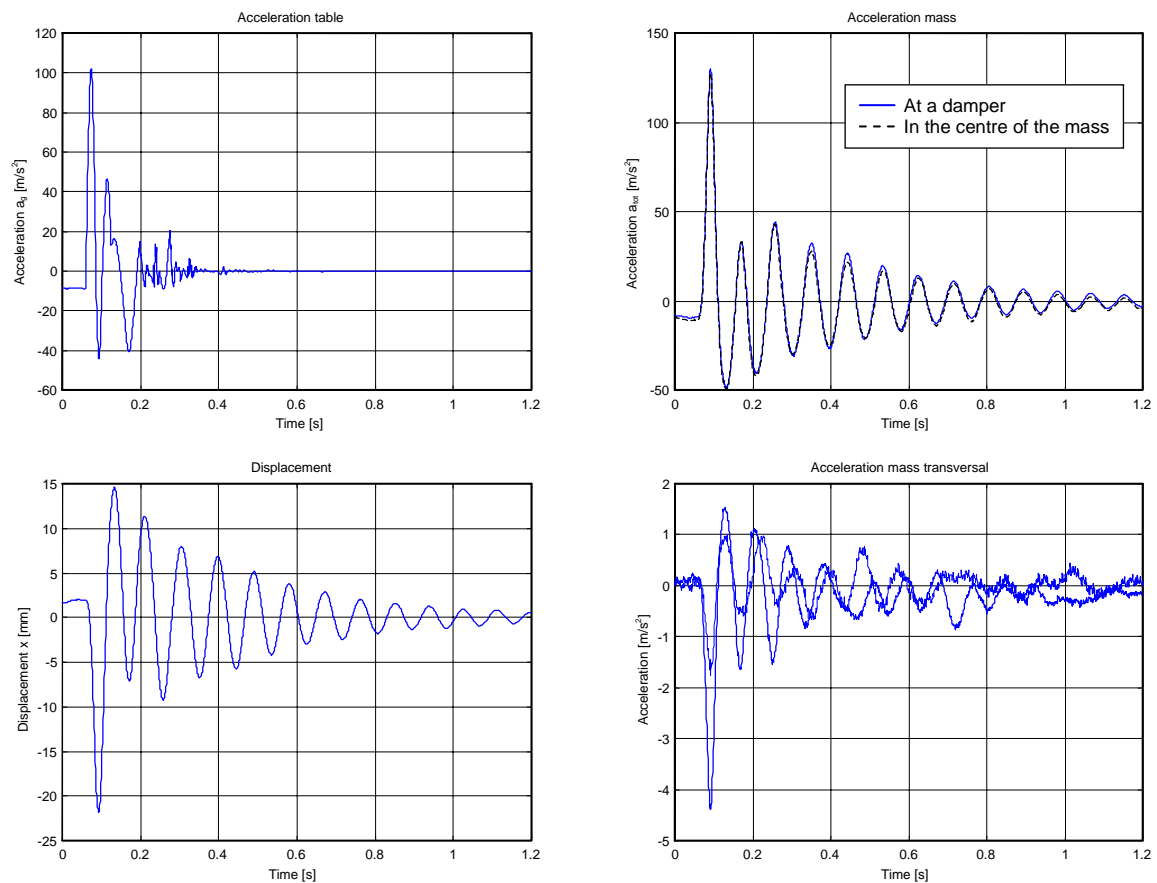 Acceleration table
120
100
80
60
40
20
0
-20
-40
-60
0 0.2 0.4 0.6 0.8 1 1.2
Acceleration ag [m/s²]
Time [s]
Acceleration mass
150
100
50
0
-50
0 0.2 0.4 0.6 0.8 1 1.2
Acceleration atot [m/s²]
Time [s]
At a damper
In the centre of the mass
Displacement
15
10
5
0
-5
-10
-15
-20
-25
0 0.2 0.4 0.6 0.8 1 1.2
Displacement x [mm]
Time [s]
Acceleration mass transversal
2
1
0
-1
-2
-3
-4
-5
0 0.2 0.4 0.6 0.8 1 1.2
Acceleration [m/s²]
Time [s]